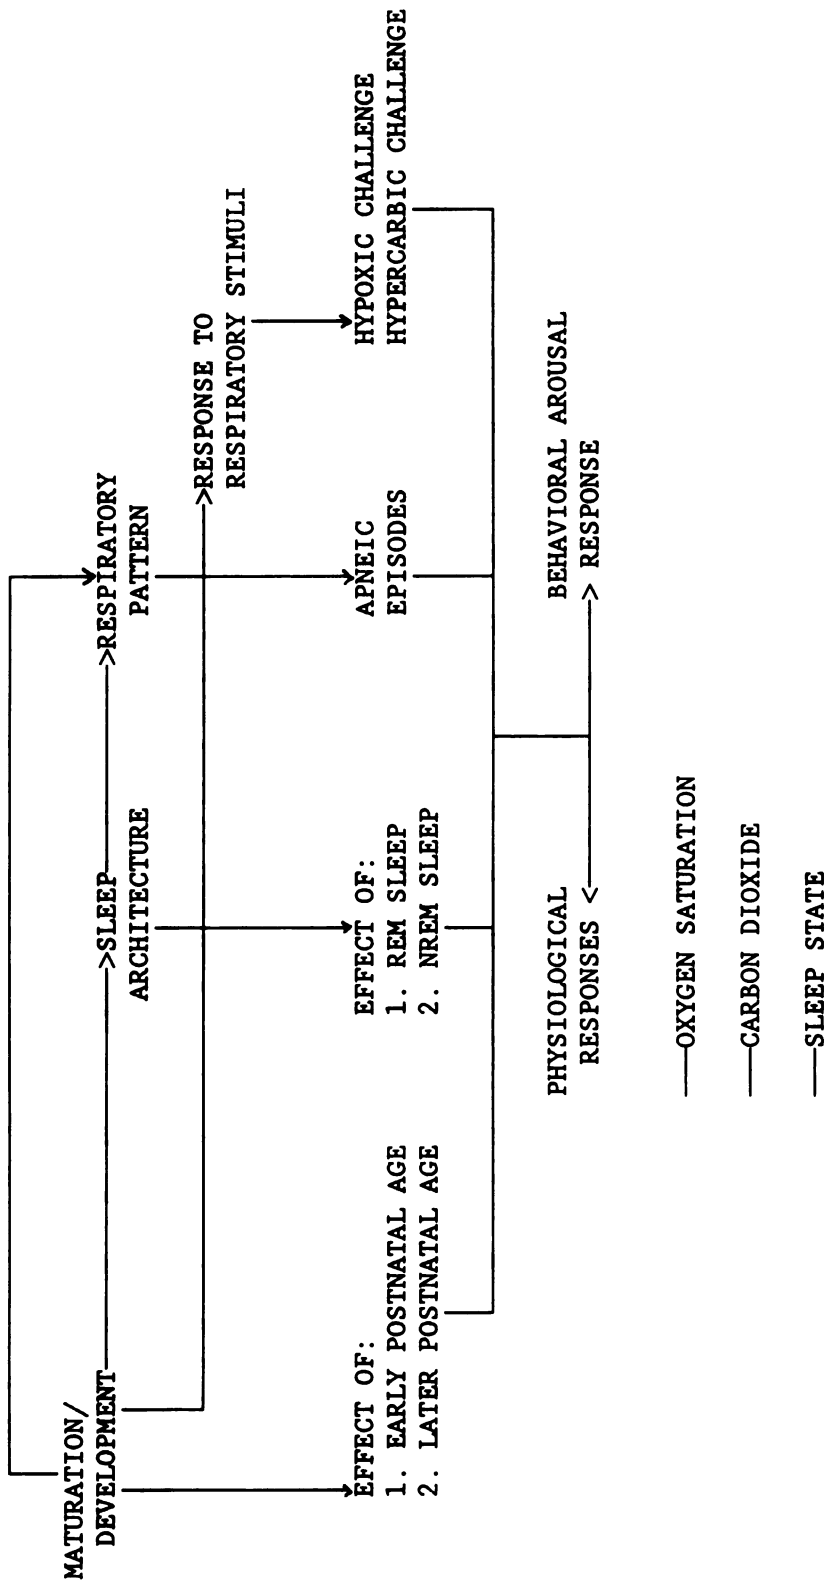 MATURATION/
DEVELOPMENT
>SLEEP
ARCHITECTURE
>RESPIRATORY
PATTERN
>RESPONSE TO
RESPIRATORY STIMULI
EFFECT OF:
1. EARLY POSTNATAL AGE
2. LATER POSTNATAL AGE
EFFECT OF:
1. REM SLEEP
2. NREM SLEEP
APNEIC
EPISODES
HYPOXIC CHALLENGE
HYPERCARBIC CHALLENGE
PHYSIOLOGICAL
RESPONSES <
BEHAVIORAL AROUSAL
> RESPONSE
—OXYGEN SATURATION
—CARBON DIOXIDE
—SLEEP STATE